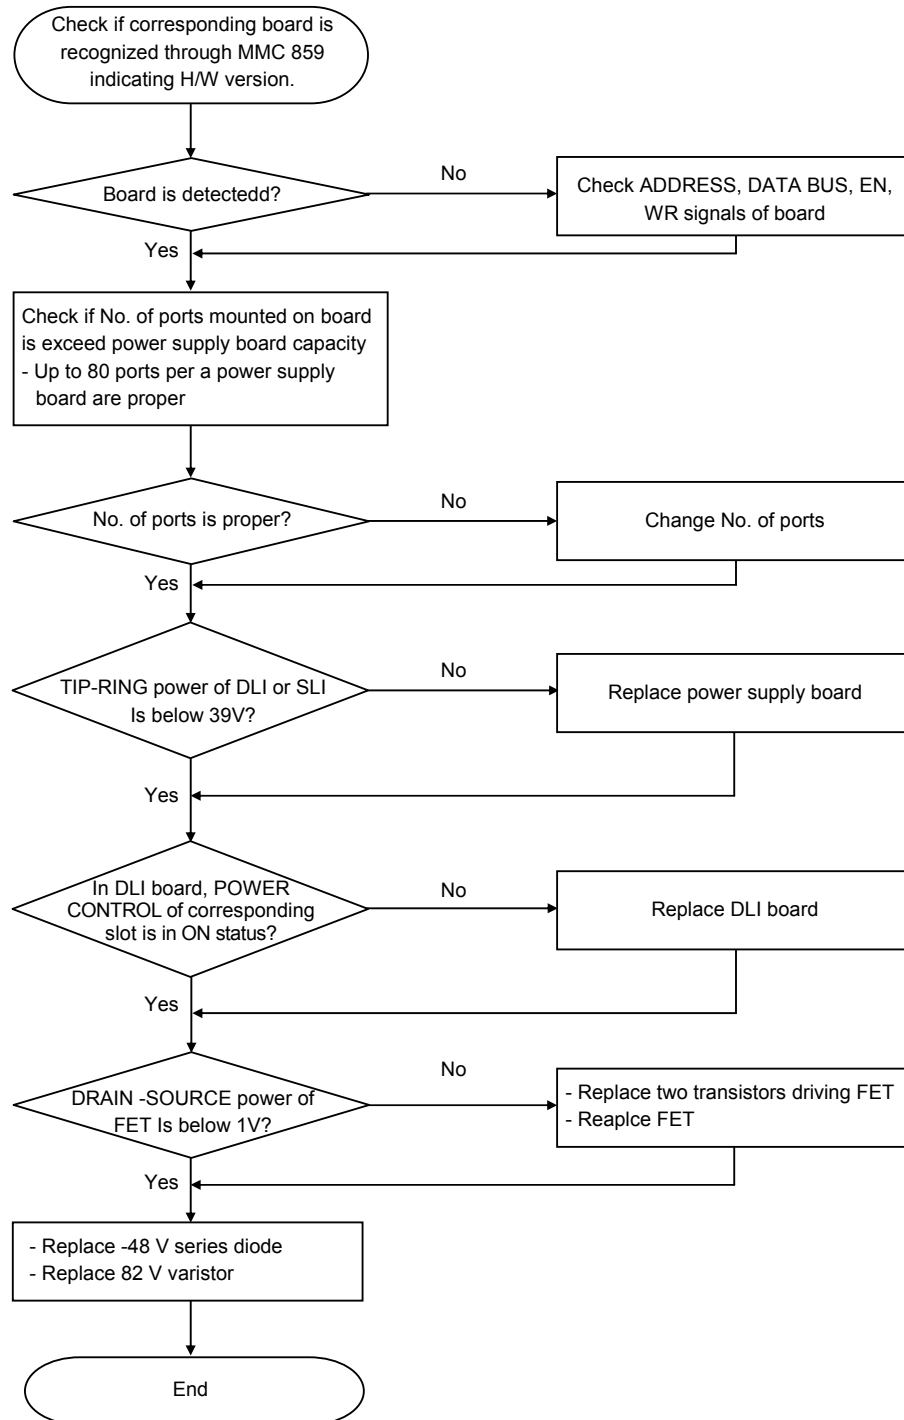 Check if corresponding board is
recognized through MMC 859
indicating H/W version.
Board is detectedd?
No
Check ADDRESS, DATA BUS, EN,
WR signals of board
Yes
Check if No. of ports mounted on board
is exceed power supply board capacity
- Up to 80 ports per a power supply
board are proper
No. of ports is proper?
No
Change No. of ports
Yes
TIP-RING power of DLI or SLI
Is below 39V?
No
Replace power supply board
Yes
In DLI board, POWER
CONTROL of corresponding
slot is in ON status?
No
Replace DLI board
Yes
DRAIN -SOURCE power of
FET Is below 1V?
No
- Replace two transistors driving FET
- Reaplce FET
Yes
- Replace -48 V series diode
- Replace 82 V varistor
End